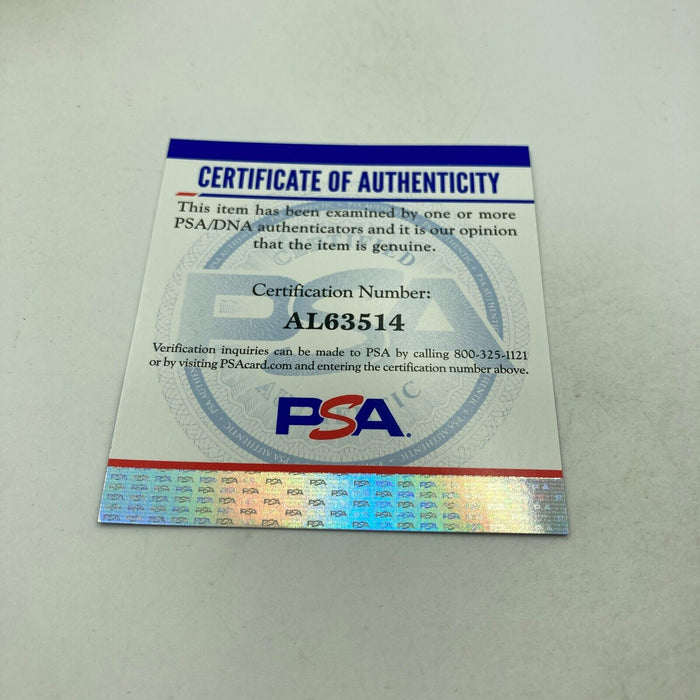 CERTIFICATE OF AUTHENTICITY
This item has been examined by one or more
PSA/DNA authenticators and it is our opinion
that the item is genuine.
Certification Number:
AL63514
Verification inquiries can be made to PSA by calling 800-325-1121
or by visiting PSAcard.com and entering the certification number above.
PSA